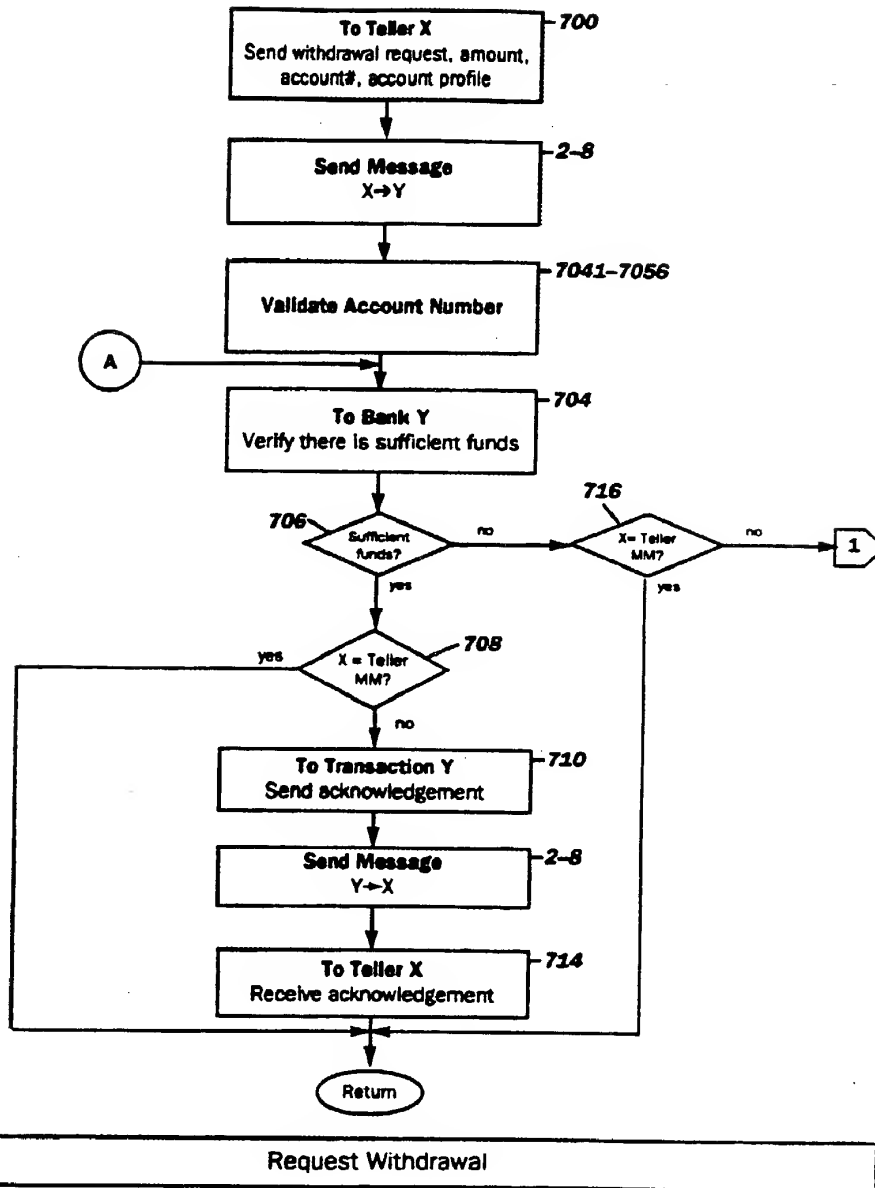 To Teller X
700
Send withdrawal request, amount,
account#, account profile
Send Message
2-8
X→Y
7041-7056
Validate Account Number
A
704
To Bank Y
Verify there is sufficient funds
716
706
Sufficient
funds?
no
X= Teller
MM?
no
1
yes
yes
708
yes
X = Teller
MM?
no
To Transaction Y
710
Send acknowledgement
Send Message
2-8
Y→X
To Teller X
714
Receive acknowledgement
Return
Request Withdrawal